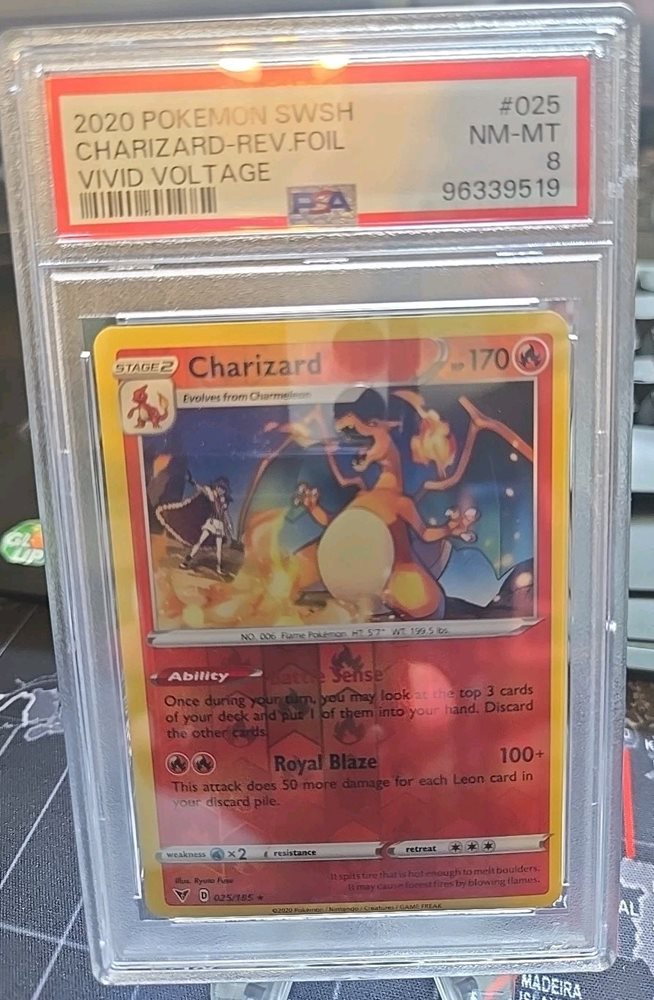 2020 POKEMON SWSH #025
CHARIZARD-REV.FOIL NM-MT
VIVID VOLTAGE 8
PSA 96339519
STAGE 2 Charizard HP 170
Evolves from Charmeleon
NO. 006 Flame Pokémon HT: 5'7" WT: 199.5 lbs.
Ability Battle Sense
Once during your turn, you may look at the top 3 cards
of your deck and put 1 of them into your hand. Discard
the other cards.
Royal Blaze 100+
This attack does 50 more damage for each Leon card in
your discard pile.
weakness ×2 resistance retreat
Illus. Ryuta Fuse
It spits fire that is hot enough to melt boulders.
It may cause forest fires by blowing flames.
D 025/185 ★
©2020 Pokémon / Nintendo / Creatures / GAME FREAK
MADEIRA